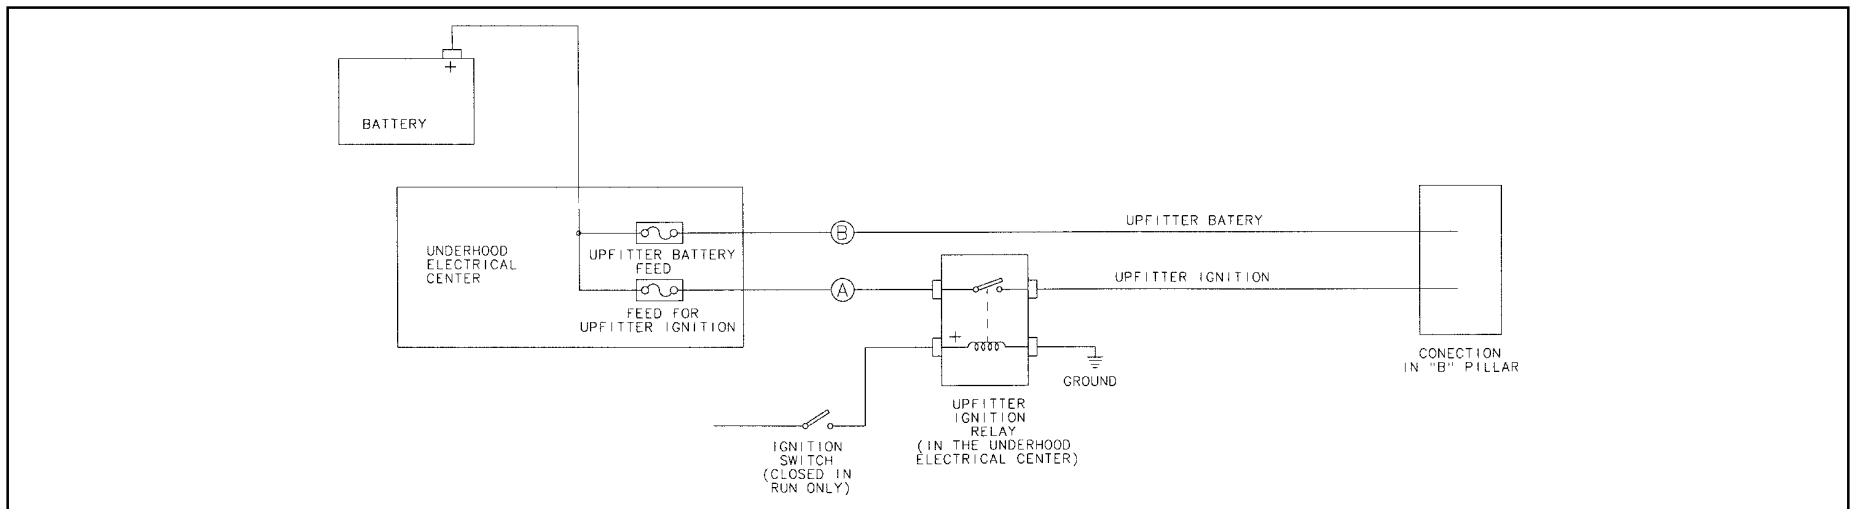 +
BATTERY
UNDERHOOD
ELECTRICAL
CENTER
UPFITTER BATTERY
FEED
FEED FOR
UPFITTER IGNITION
B
A
UPFITTER BATERY
UPFITTER IGNITION
+
GROUND
UPFITTER
IGNITION
RELAY
(IN THE UNDERHOOD
ELECTRICAL CENTER)
IGNITION
SWITCH
(CLOSED IN
RUN ONLY)
CONECTION
IN "B" PILLAR